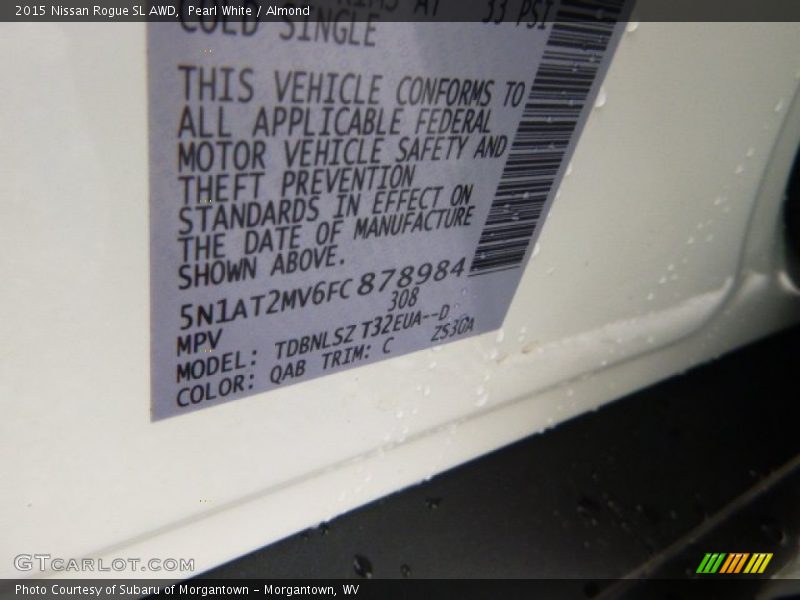 2015 Nissan Rogue SL AWD, Pearl White / Almond
AT 33 PSI
COLD SINGLE
THIS VEHICLE CONFORMS TO
ALL APPLICABLE FEDERAL
MOTOR VEHICLE SAFETY AND
THEFT PREVENTION
STANDARDS IN EFFECT ON
THE DATE OF MANUFACTURE
SHOWN ABOVE.
5N1AT2MV6FC878984
MPV 308
MODEL: TDBNLSZ T32EUA--D
COLOR: QAB TRIM: C ZS3GA
GTCARLOT.COM
Photo Courtesy of Subaru of Morgantown - Morgantown, WV